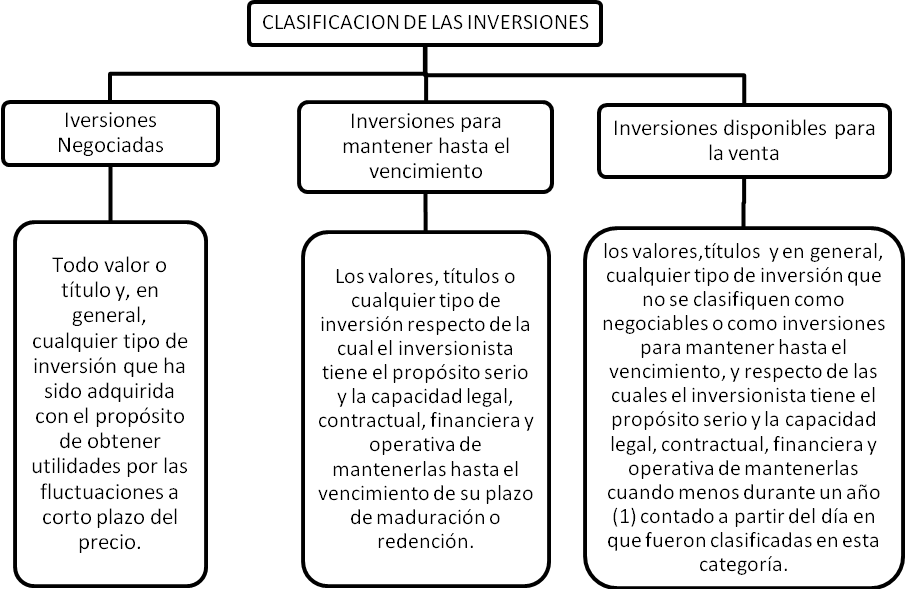 CLASIFICACION DE LAS INVERSIONES
Iversiones
Negociadas
Inversiones para
mantener hasta el
vencimiento
Inversiones disponibles para
la venta
Todo valor o
título y, en
general,
cualquier tipo de
inversión que ha
sido adquirida
con el propósito
de obtener
utilidades por las
fluctuaciones a
corto plazo del
precio.
Los valores, títulos o
cualquier tipo de
inversión respecto de la
cual el inversionista
tiene el propósito serio
y la capacidad legal,
contractual, financiera y
operativa de
mantenerlas hasta el
vencimiento de su plazo
de maduración o
redención.
los valores,títulos y en general,
cualquier tipo de inversión que
no se clasifiquen como
negociables o como inversiones
para mantener hasta el
vencimiento, y respecto de las
cuales el inversionista tiene el
propósito serio y la capacidad
legal, contractual, financiera y
operativa de mantenerlas
cuando menos durante un año
(1) contado a partir del día en
que fueron clasificadas en esta
categoría.